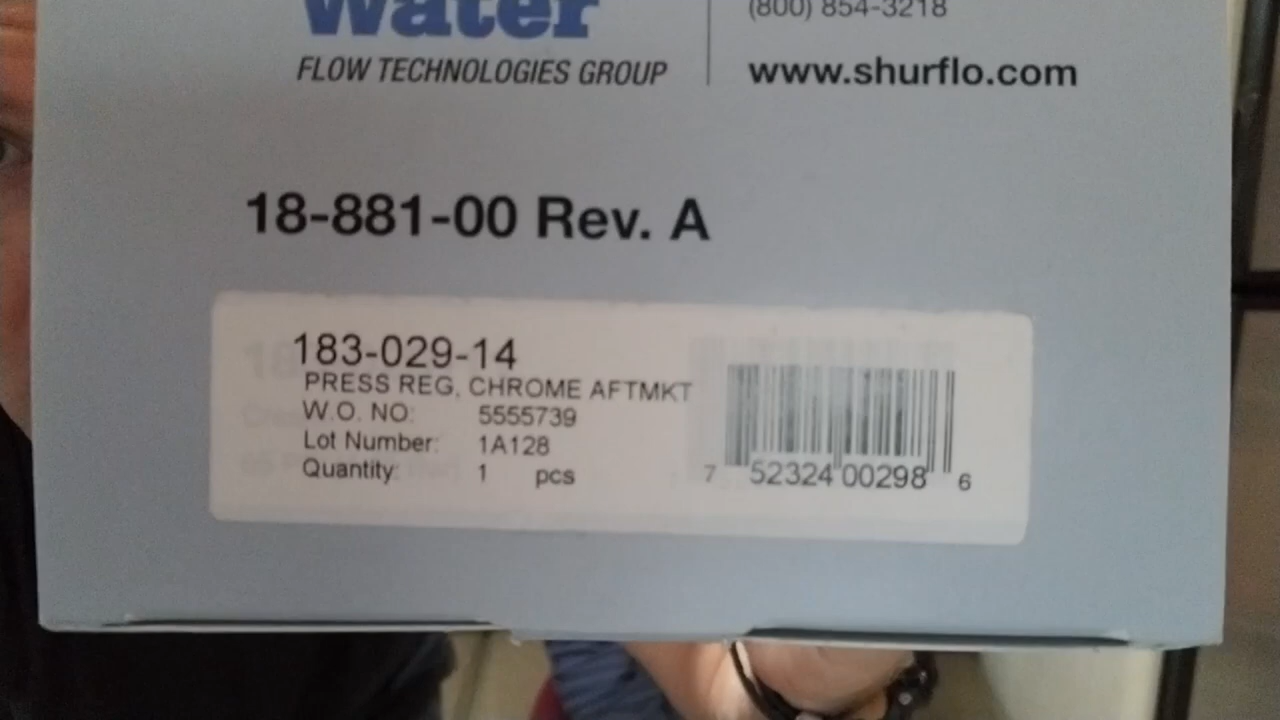 water
FLOW TECHNOLOGIES GROUP
(800) 854-3218
www.shurflo.com
18-881-00 Rev. A
183-029-14
PRESS REG, CHROME AFTMKT
W.O. NO: 5555739
Lot Number: 1A128
Quantity: 1 pcs
7 52324 00298 6